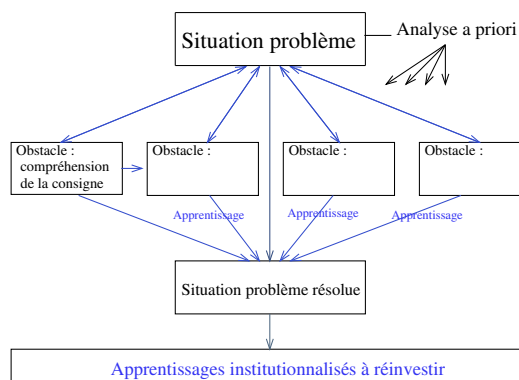 Situation problème
Analyse a priori
Obstacle :
compréhension
de la consigne
Obstacle :
Obstacle :
Obstacle :
Apprentissage
Apprentissage
Apprentissage
Situation problème résolue
Apprentissages institutionnalisés à réinvestir